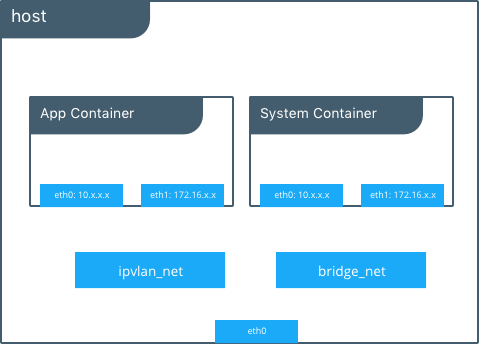 host
App Container
System Container
eth0: 10.x.x.x
eth1: 172.16.x.x
eth0: 10.x.x.x
eth1: 172.16.x.x
ipvlan_net
bridge_net
eth0